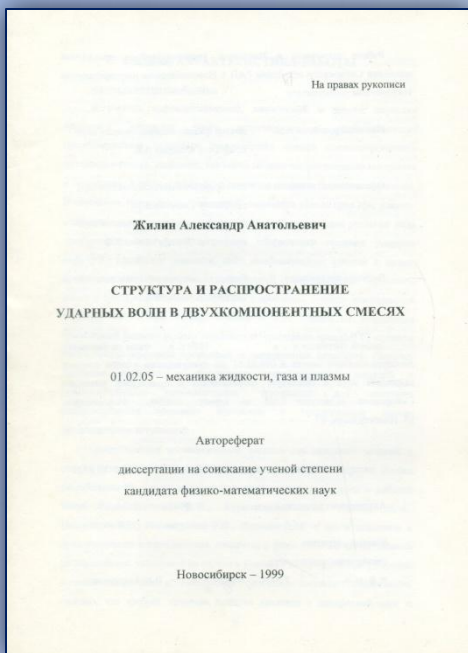 На правах рукописи
Жилин Александр Анатольевич
СТРУКТУРА И РАСПРОСТРАНЕНИЕ
УДАРНЫХ ВОЛН В ДВУХКОМПОНЕНТНЫХ СМЕСЯХ
01.02.05 – механика жидкости, газа и плазмы
Автореферат
диссертации на соискание ученой степени
кандидата физико-математических наук
Новосибирск – 1999